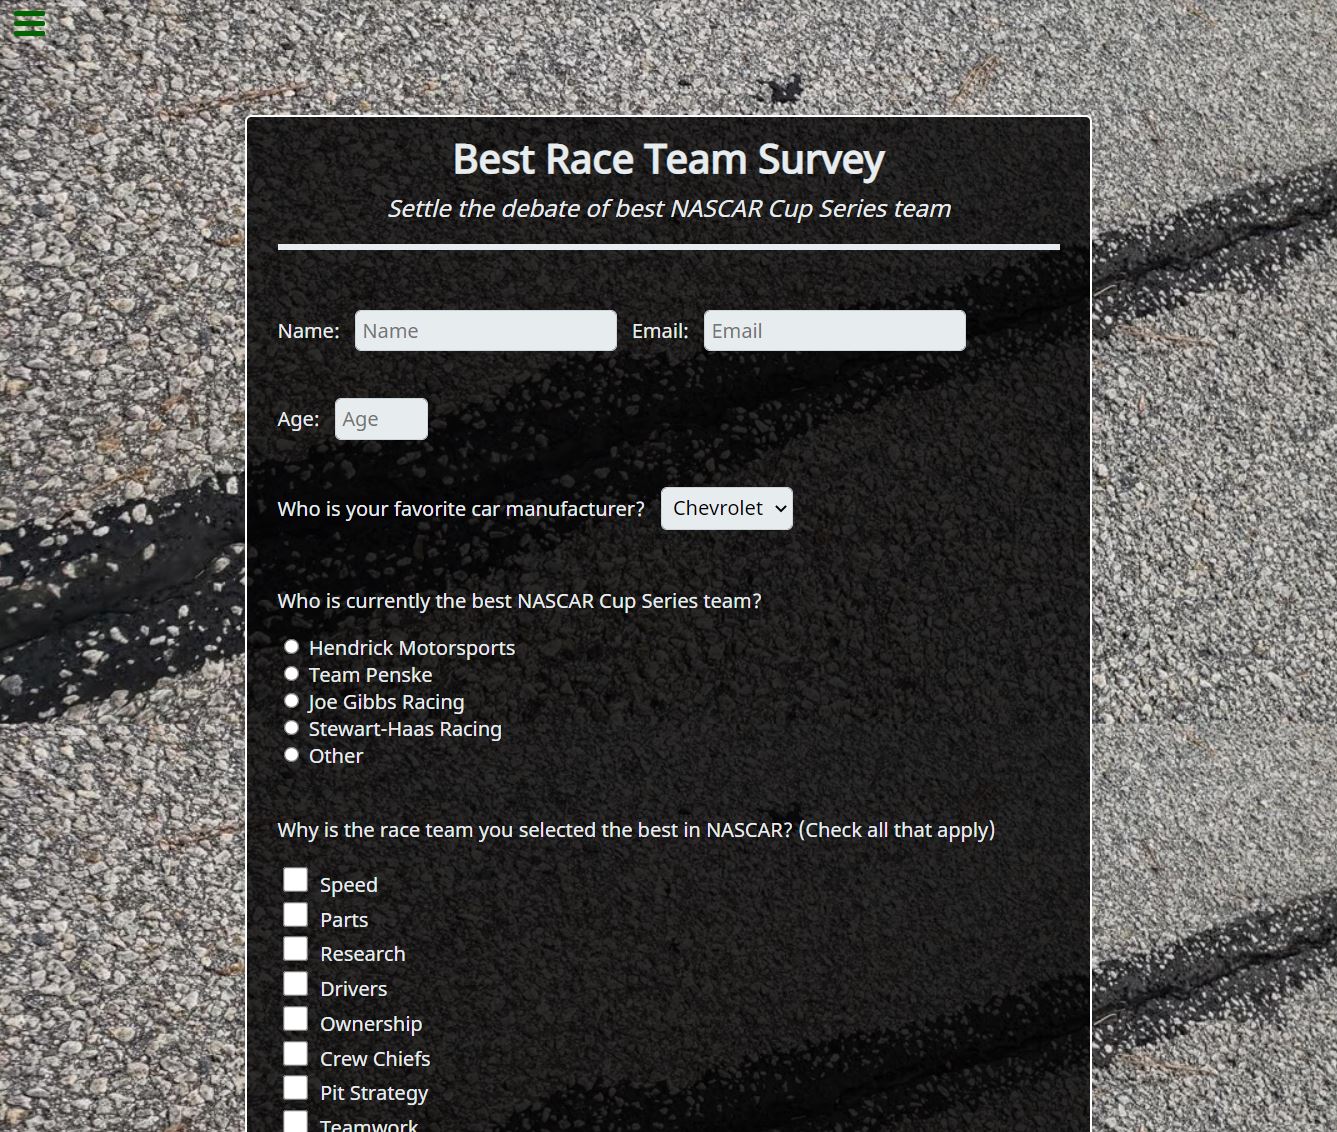 Best Race Team Survey
Settle the debate of best NASCAR Cup Series team
Name: Name Email: Email
Age: Age
Who is your favorite car manufacturer? Chevrolet
Who is currently the best NASCAR Cup Series team?
Hendrick Motorsports
Team Penske
Joe Gibbs Racing
Stewart-Haas Racing
Other
Why is the race team you selected the best in NASCAR? (Check all that apply)
Speed
Parts
Research
Drivers
Ownership
Crew Chiefs
Pit Strategy
Teamwork